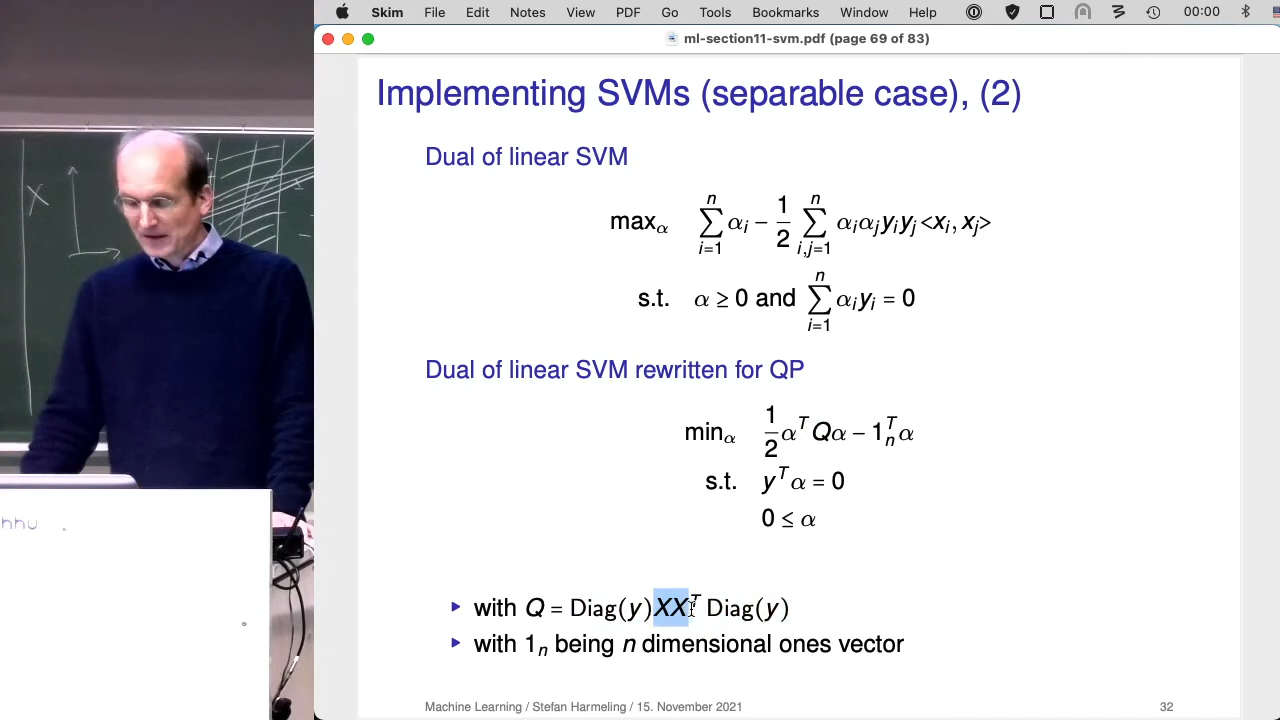 Skim File Edit Notes View PDF Go Tools Bookmarks Window Help 00:00
ml-section11-svm.pdf (page 69 of 83)
Implementing SVMs (separable case), (2)
Dual of linear SVM
max_α ∑_{i=1}^{n} α_i − 1/2 ∑_{i,j=1}^{n} α_i α_j y_i y_j <x_i, x_j>
s.t. α ≥ 0 and ∑_{i=1}^{n} α_i y_i = 0
Dual of linear SVM rewritten for QP
min_α 1/2 α^T Qα − 1_n^T α
s.t. y^T α = 0
0 ≤ α
▸ with Q = Diag(y)XX^T Diag(y)
▸ with 1_n being n dimensional ones vector
Machine Learning / Stefan Harmeling / 15. November 2021 32
X
hhu